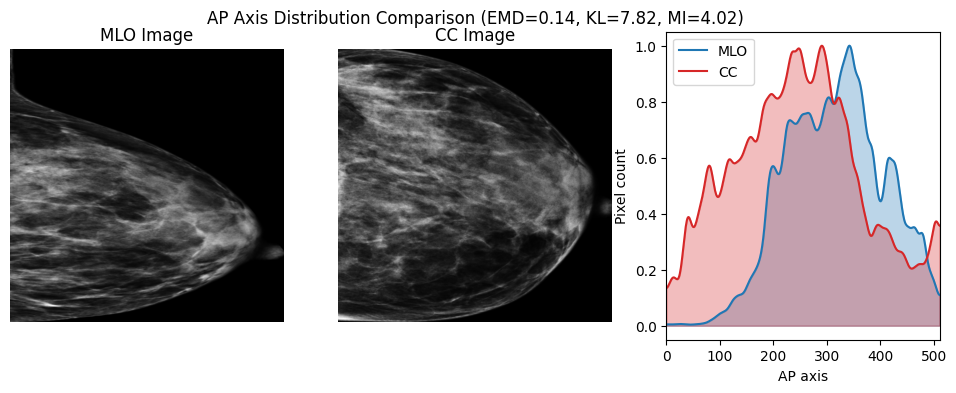 AP Axis Distribution Comparison (EMD=0.14, KL=7.82, MI=4.02)
MLO Image
CC Image
MLO
CC
Pixel count
1.0
0.8
0.6
0.4
0.2
0.0
0 100 200 300 400 500
AP axis